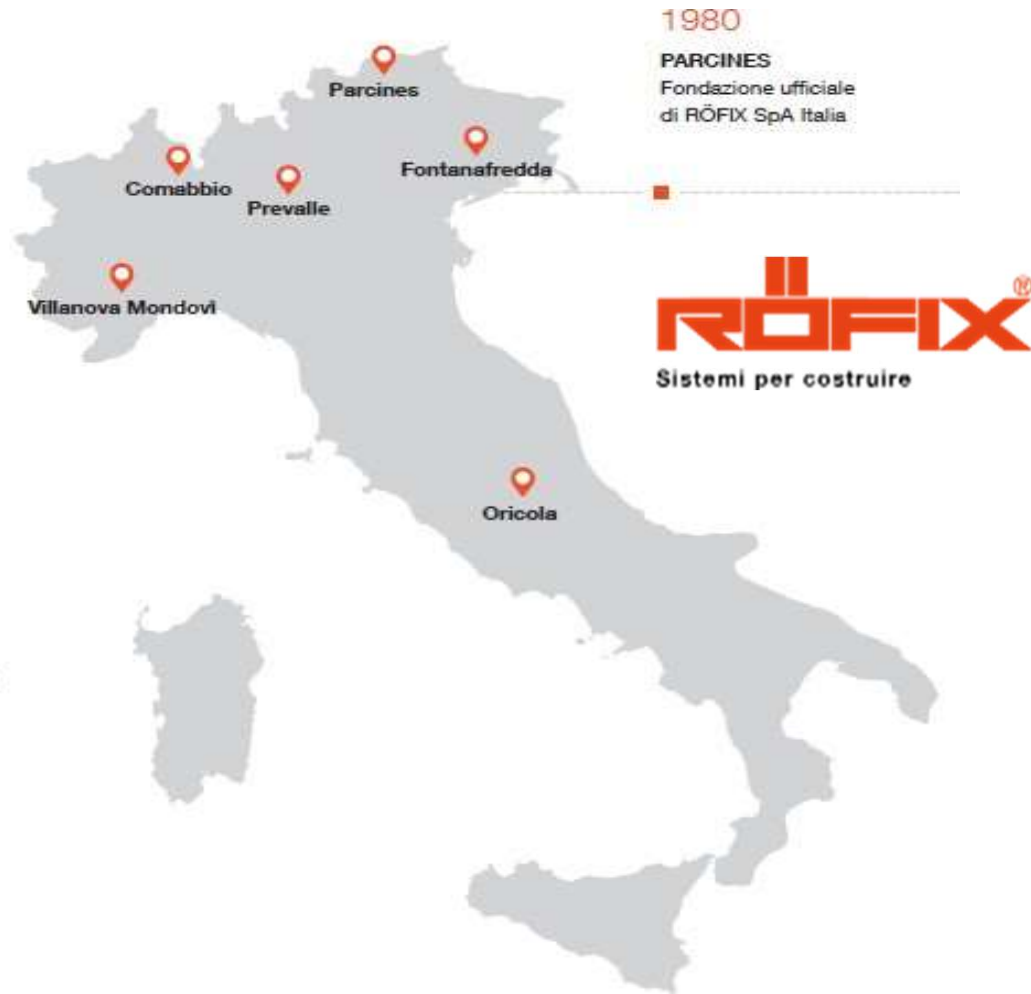 1980
PARCINES
Fondazione ufficiale
di RÖFIX SpA Italia
Parcines
Fontanafredda
Comabbio
Prevalle
Villanova Mondovì
RÖFIX®
Sistemi per costruire
Oricola